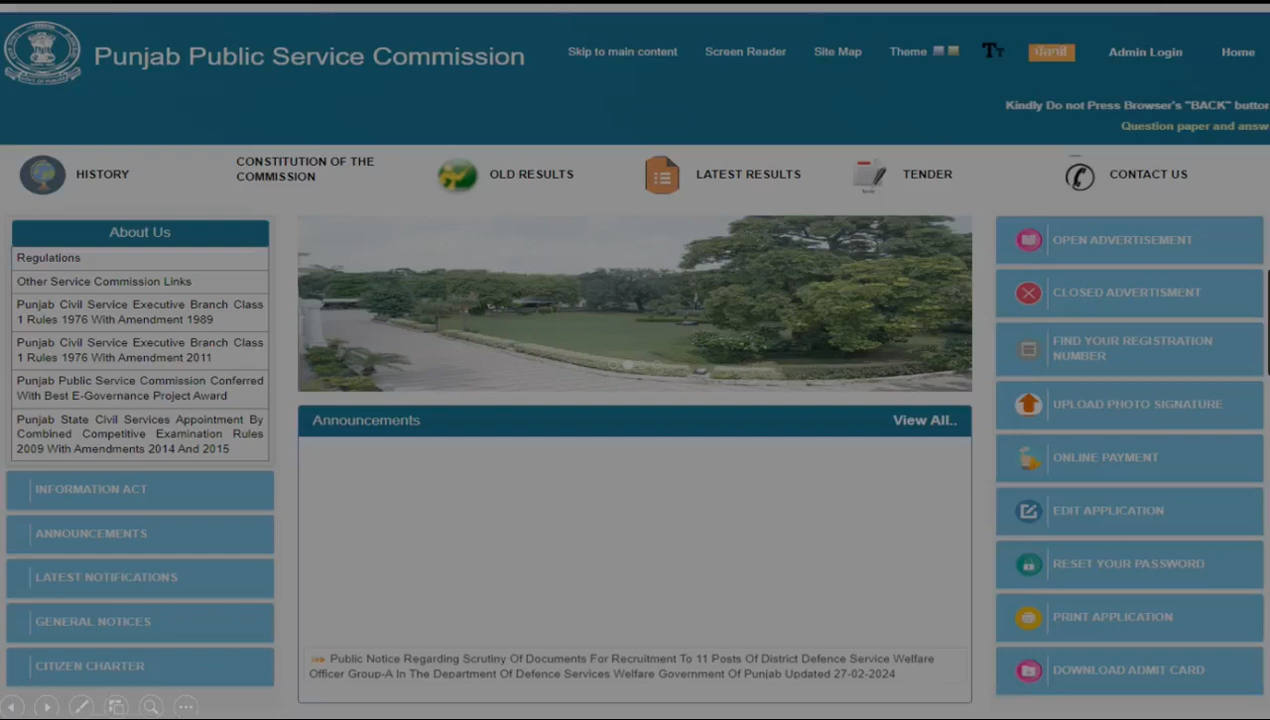 Punjab Public Service Commission
Skip to main content
Screen Reader
Site Map
Theme
TT
ਪੰਜਾਬੀ
Admin Login
Home
Kindly Do not Press Browser's "BACK" button
Question paper and answ
HISTORY
CONSTITUTION OF THE
COMMISSION
OLD RESULTS
LATEST RESULTS
TENDER
CONTACT US
About Us
Regulations
Other Service Commission Links
Punjab Civil Service Executive Branch Class
1 Rules 1976 With Amendment 1989
Punjab Civil Service Executive Branch Class
1 Rules 1976 With Amendment 2011
Punjab Public Service Commission Conferred
With Best E-Governance Project Award
Punjab State Civil Services Appointment By
Combined Competitive Examination Rules
2009 With Amendments 2014 And 2015
INFORMATION ACT
ANNOUNCEMENTS
LATEST NOTIFICATIONS
GENERAL NOTICES
CITIZEN CHARTER
Announcements
View All..
Public Notice Regarding Scrutiny Of Documents For Recruitment To 11 Posts Of District Defence Service Welfare
Officer Group-A In The Department Of Defence Services Welfare Government Of Punjab Updated 27-02-2024
OPEN ADVERTISEMENT
CLOSED ADVERTISMENT
FIND YOUR REGISTRATION
NUMBER
UPLOAD PHOTO SIGNATURE
ONLINE PAYMENT
EDIT APPLICATION
RESET YOUR PASSWORD
PRINT APPLICATION
DOWNLOAD ADMIT CARD